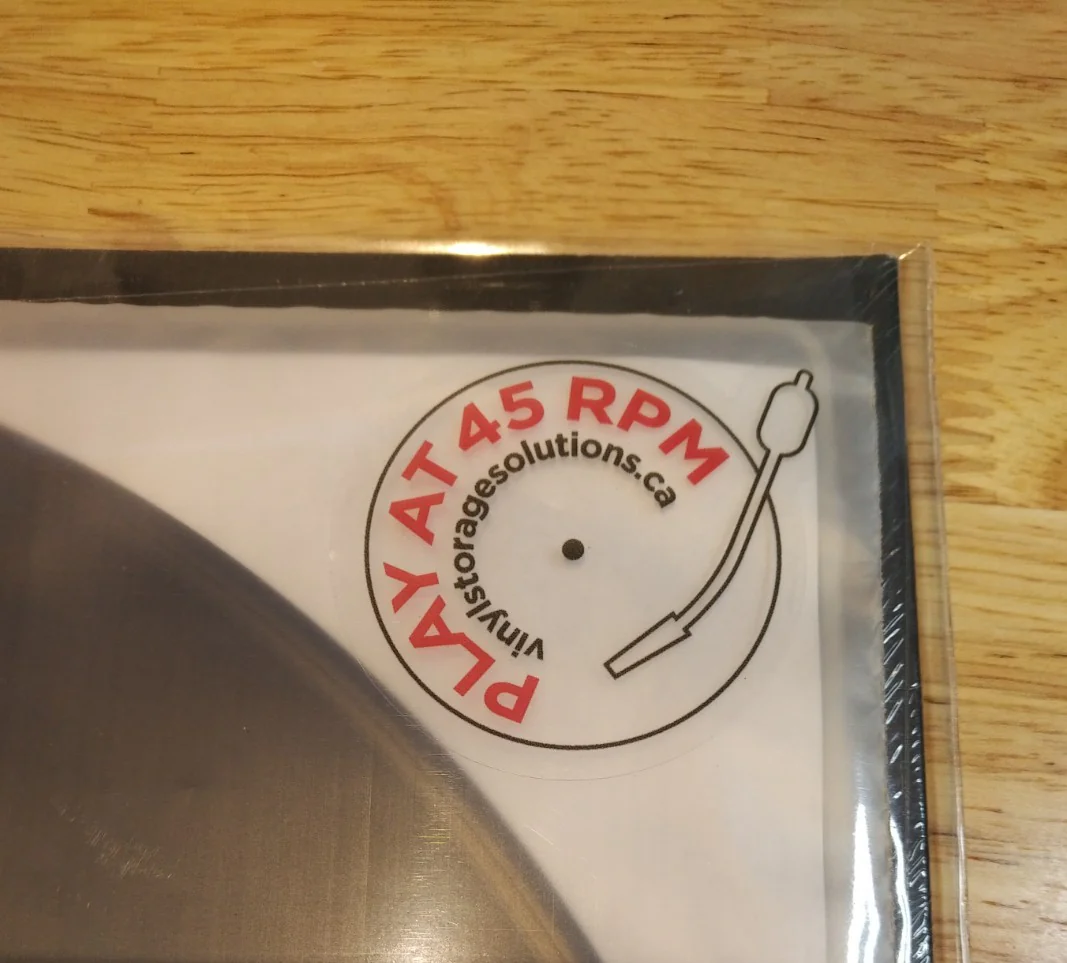 PLAY AT 45 RPM
vinylstoragesolutions.ca